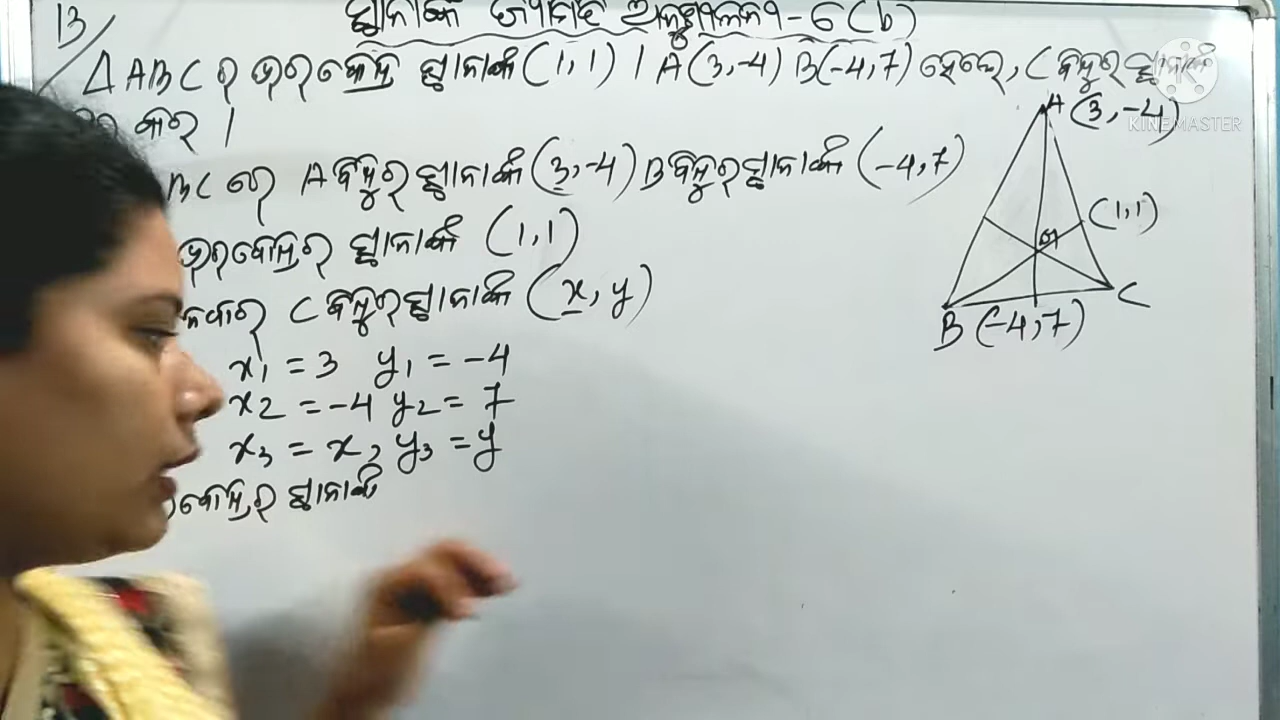 13/ ସ୍ଥାନାଙ୍କ ଜ୍ୟାମିତି ଅନୁଶୀଳନୀ - 6(b)
Δ ABC ର ଭରକେନ୍ଦ୍ର ସ୍ଥାନାଙ୍କ (1,1) । A (3,-4) B(-4,7) ହେଲେ, C ବିନ୍ଦୁର ସ୍ଥାନାଙ୍କ
କର ।
BC ରେ A ବିନ୍ଦୁର ସ୍ଥାନାଙ୍କ (3,-4) B ବିନ୍ଦୁର ସ୍ଥାନାଙ୍କ (-4,7)
ଭରକେନ୍ଦ୍ରର ସ୍ଥାନାଙ୍କ (1,1)
C ବିନ୍ଦୁର ସ୍ଥାନାଙ୍କ (x, y)
x1 = 3 y1 = -4
x2 = -4 y2 = 7
x3 = x, y3 = y
କେନ୍ଦ୍ରର ସ୍ଥାନାଙ୍କ
A (3,-4)
(1,1)
G
B (-4,7)
C
KINEMASTER